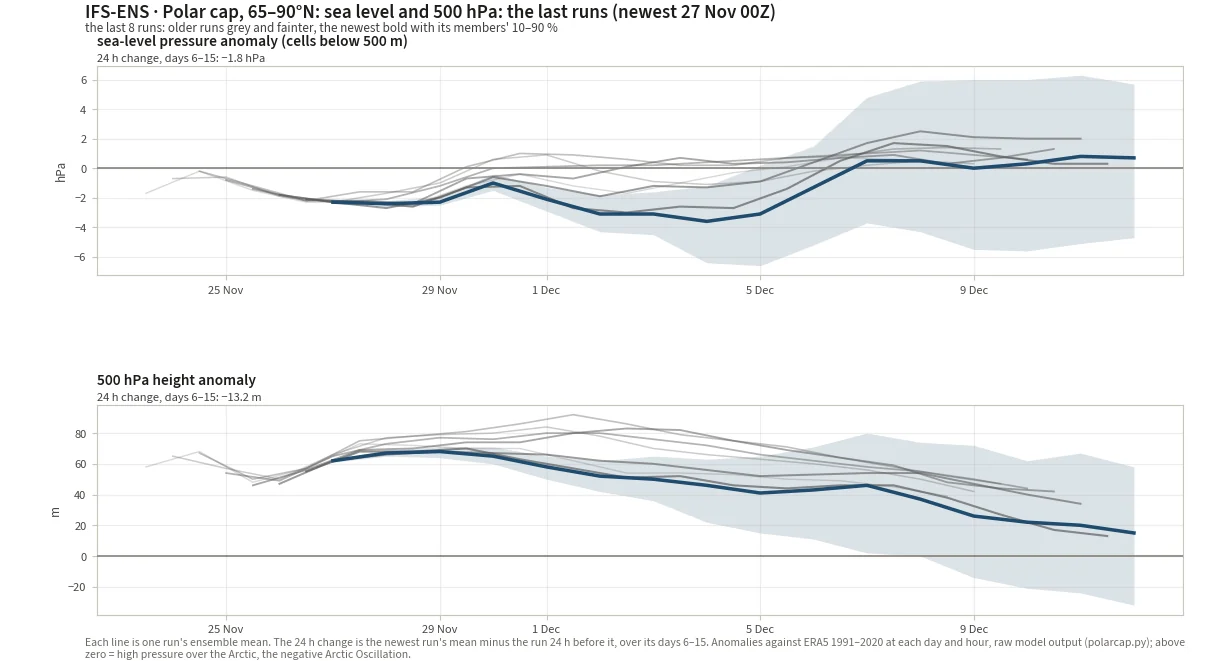 IFS-ENS · Polar cap, 65–90°N: sea level and 500 hPa: the last runs (newest 27 Nov 00Z)
the last 8 runs: older runs grey and fainter, the newest bold with its members' 10–90 %
sea-level pressure anomaly (cells below 500 m)
24 h change, days 6–15: −1.8 hPa
6
4
2
0
−2
−4
−6
hPa
25 Nov
29 Nov
1 Dec
5 Dec
9 Dec
500 hPa height anomaly
24 h change, days 6–15: −13.2 m
80
60
40
20
0
−20
m
25 Nov
29 Nov
1 Dec
5 Dec
9 Dec
Each line is one run's ensemble mean. The 24 h change is the newest run's mean minus the run 24 h before it, over its days 6–15. Anomalies against ERA5 1991–2020 at each day and hour, raw model output (polarcap.py); above
zero = high pressure over the Arctic, the negative Arctic Oscillation.